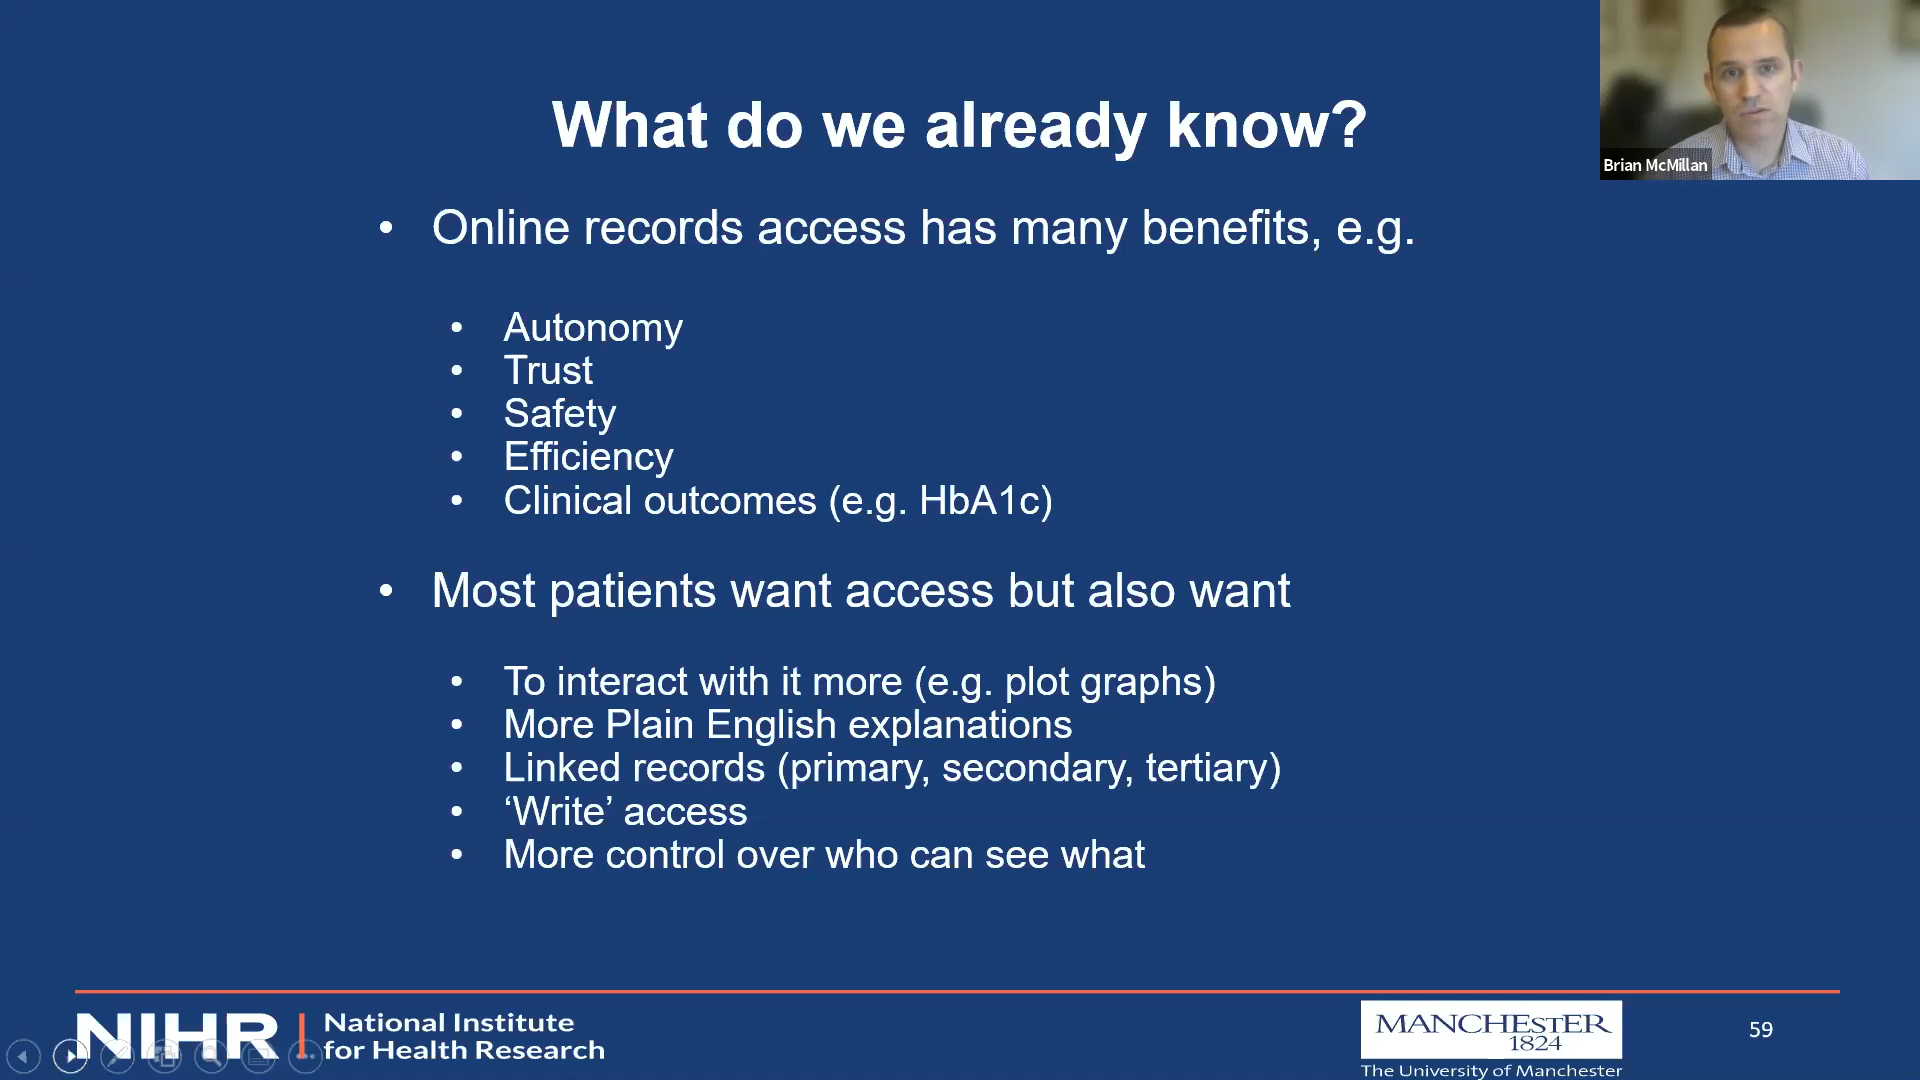 What do we already know?
Brian McMillan
• Online records access has many benefits, e.g.
• Autonomy
• Trust
• Safety
• Efficiency
• Clinical outcomes (e.g. HbA1c)
• Most patients want access but also want
• To interact with it more (e.g. plot graphs)
• More Plain English explanations
• Linked records (primary, secondary, tertiary)
• ‘Write’ access
• More control over who can see what
NIHR | National Institute
for Health Research
MANCHESTER
1824
The University of Manchester
59